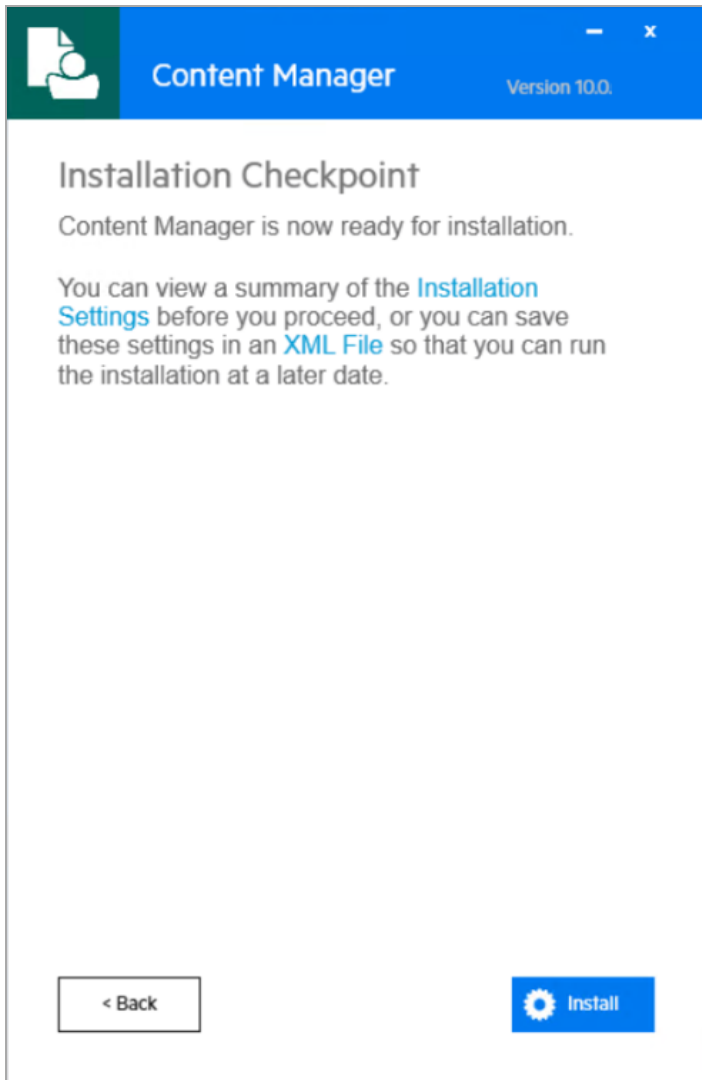 Content Manager
Version 10.0.
Installation Checkpoint
Content Manager is now ready for installation.
You can view a summary of the Installation
Settings before you proceed, or you can save
these settings in an XML File so that you can run
the installation at a later date.
< Back
Install